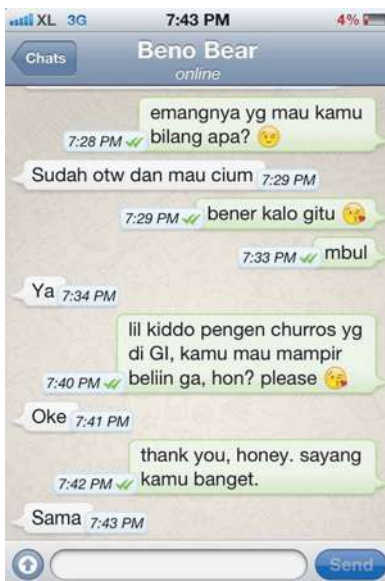 XL 3G 7:43 PM 4%
Chats Beno Bear
online
emangnya yg mau kamu
bilang apa? 😉
7:28 PM
Sudah otw dan mau cium 7:29 PM
7:29 PM bener kalo gitu 😘
7:33 PM mbul
Ya 7:34 PM
lil kiddo pengen churros yg
di GI, kamu mau mampir
beliin ga, hon? please 😘
7:40 PM
Oke 7:41 PM
thank you, honey. sayang
kamu banget.
7:42 PM
Sama 7:43 PM
Send